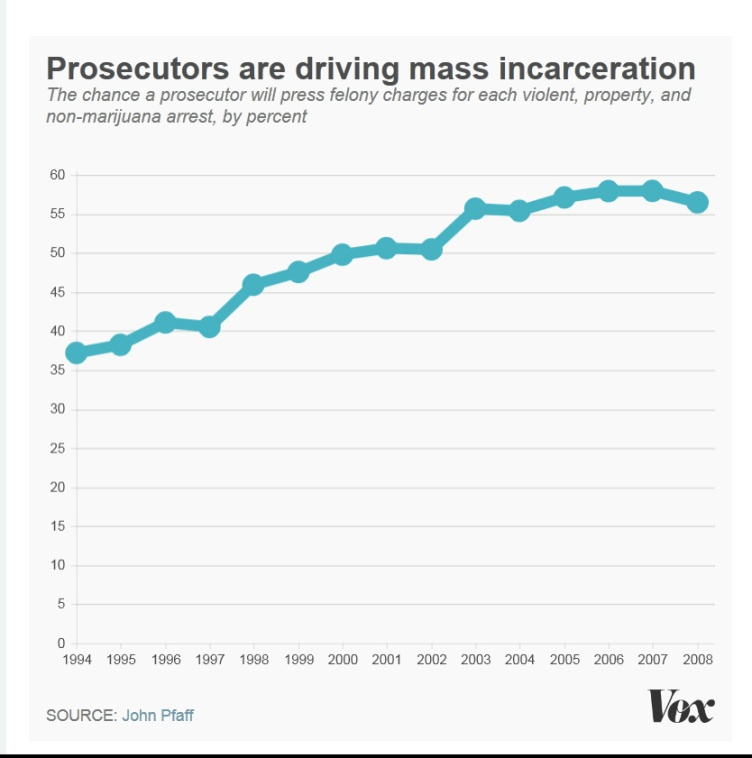 Prosecutors are driving mass incarceration
The chance a prosecutor will press felony charges for each violent, property, and
non-marijuana arrest, by percent
60
55
50
45
40
35
30
25
20
15
10
5
0
1994 1995 1996 1997 1998 1999 2000 2001 2002 2003 2004 2005 2006 2007 2008
SOURCE: John Pfaff
Vox